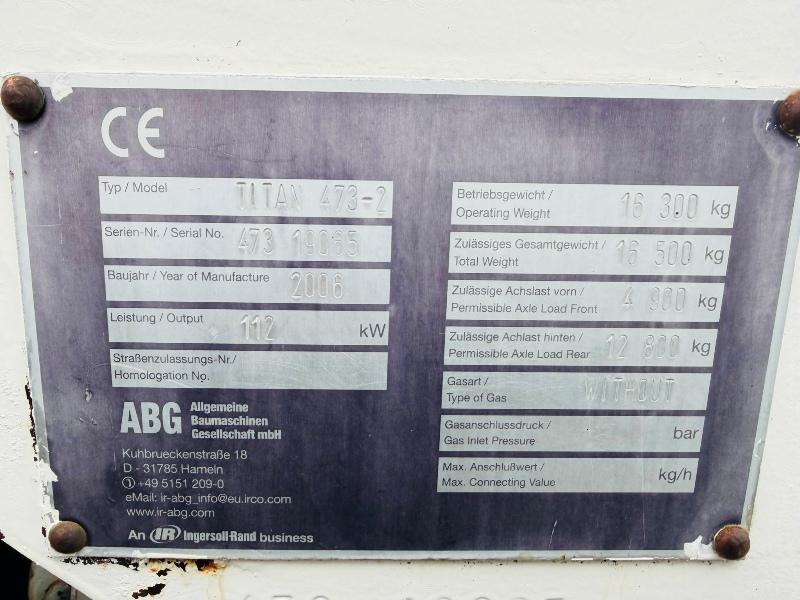 CE
Typ / Model TITAN 473-2
Serien-Nr. / Serial No. 473 19065
Baujahr / Year of Manufacture 2006
Leistung / Output 112 kW
Straßenzulassungs-Nr./
Homologation No.
ABG Allgemeine
Baumaschinen
Gesellschaft mbH
Kuhbrueckenstraße 18
D - 31785 Hameln
+49 5151 209-0
eMail: ir-abg_info@eu.irco.com
www.ir-abg.com
An IR Ingersoll-Rand business
Betriebsgewicht /
Operating Weight 16 300 kg
Zulässiges Gesamtgewicht /
Total Weight 16 500 kg
Zulässige Achslast vorn /
Permissible Axle Load Front 4 900 kg
Zulässige Achlast hinten /
Permissible Axle Load Rear 12 800 kg
Gasart /
Type of Gas WITHOUT
Gasanschlussdruck /
Gas Inlet Pressure bar
Max. Anschlußwert /
Max. Connecting Value kg/h